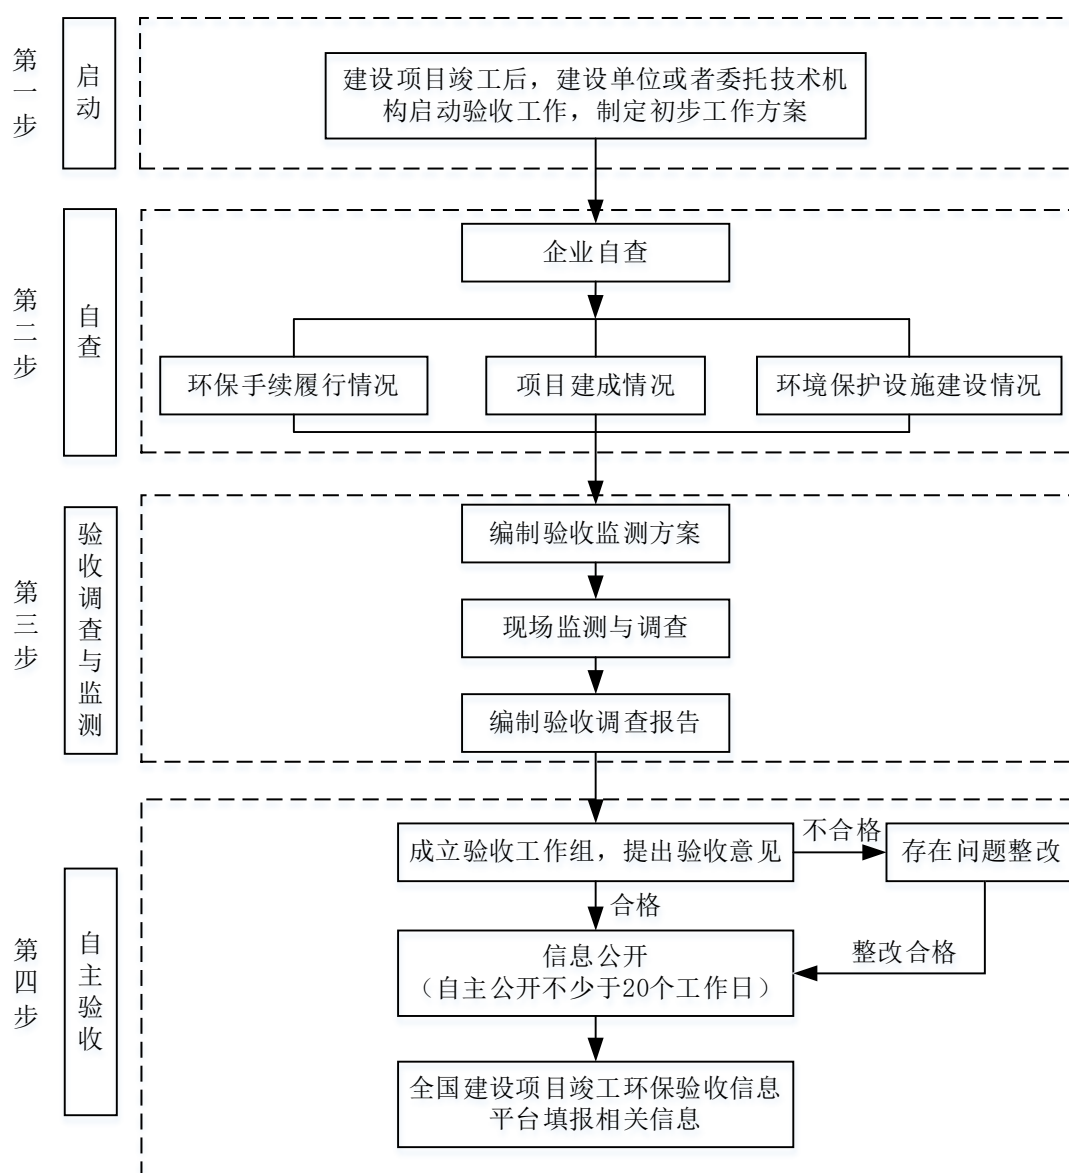 第一步
启动
建设项目竣工后，建设单位或者委托技术机
构启动验收工作，制定初步工作方案
第二步
自查
企业自查
环保手续履行情况
项目建成情况
环境保护设施建设情况
第三步
验收调查与监测
编制验收监测方案
现场监测与调查
编制验收调查报告
第四步
自主验收
成立验收工作组，提出验收意见
不合格
存在问题整改
合格
整改合格
信息公开
（自主公开不少于20个工作日）
全国建设项目竣工环保验收信息
平台填报相关信息